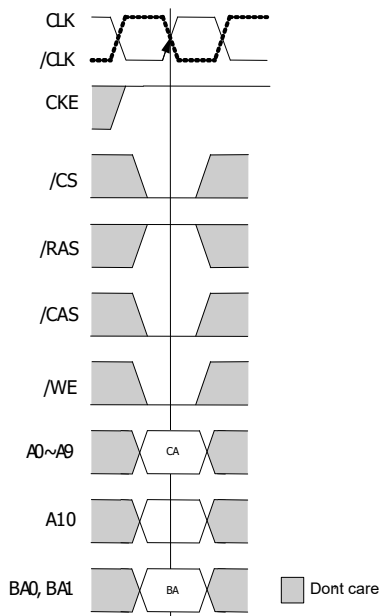 CLK
/CLK
CKE
/CS
/RAS
/CAS
/WE
A0~A9
CA
A10
BA0, BA1
BA
Dont care